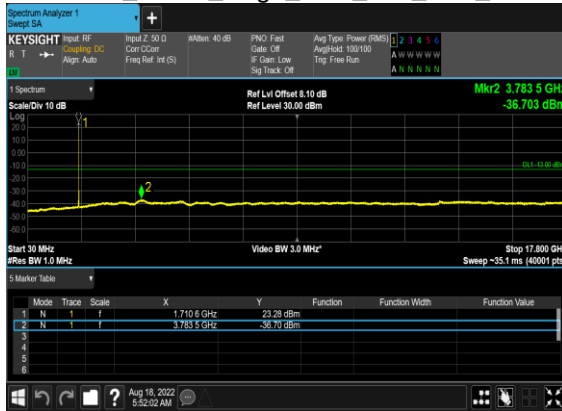 Spectrum Analyzer 1
Swept SA
+
KEYSIGHT Input: RF Input Z: 50 Ω #Atten: 40 dB PNO: Fast Avg Type: Power (RMS) 1 2 3 4 5 6
R T Coupling: DC Corr CCorr Gate: Off Avg|Hold: 100/100 A W W W W W
Align: Auto Freq Ref: Int (S) IF Gain: Low Trig: Free Run
LXI Sig Track: Off A N N N N N
1 Spectrum Ref Lvl Offset 8.10 dB Mkr2 3.783 5 GHz
Scale/Div 10 dB Ref Level 30.00 dBm -36.703 dBm
Log
20.0
10.0
0.00
-10.0
DL1 -13.00 dBm
-20.0
-30.0
-40.0
-50.0
-60.0
1
2
Start 30 MHz Video BW 3.0 MHz* Stop 17.800 GHz
#Res BW 1.0 MHz Sweep ~35.1 ms (40001 pts)
5 Marker Table
Mode Trace Scale X Y Function Function Width Function Value
1 N 1 f 1.710 6 GHz 23.28 dBm
2 N 1 f 3.783 5 GHz -36.70 dBm
3
4
5
6
? Aug 18, 2022
5:52:02 AM